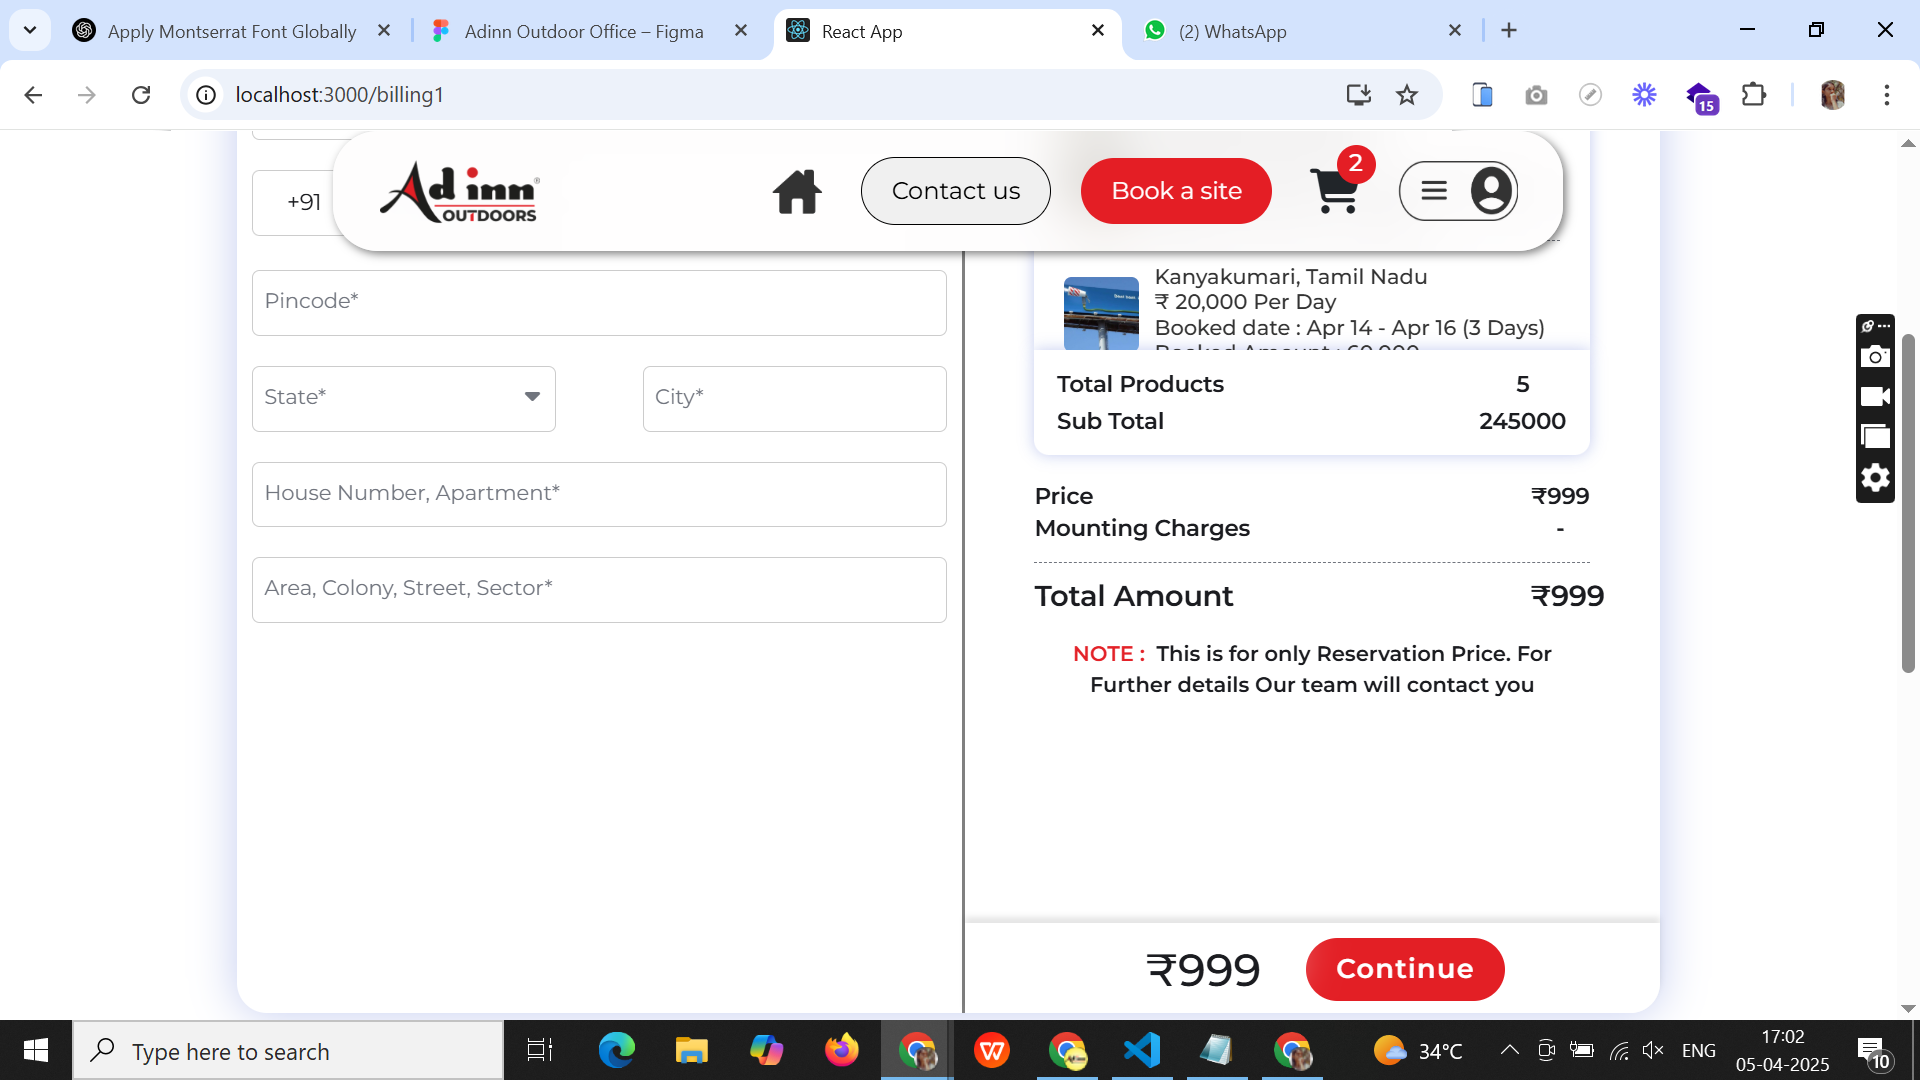 Apply Montserrat Font Globally
Adinn Outdoor Office – Figma
React App
(2) WhatsApp
localhost:3000/billing1
15
Ad inn®
OUTDOORS
Contact us
Book a site
2
+91
Pincode*
State*
City*
House Number, Apartment*
Area, Colony, Street, Sector*
Kanyakumari, Tamil Nadu
₹ 20,000 Per Day
Booked date : Apr 14 - Apr 16 (3 Days)
Booked Amount : 60,000
Total Products 5
Sub Total 245000
Price ₹999
Mounting Charges -
Total Amount ₹999
NOTE : This is for only Reservation Price. For
Further details Our team will contact you
₹999
Continue
Type here to search
34°C
ENG
17:02
05-04-2025
10